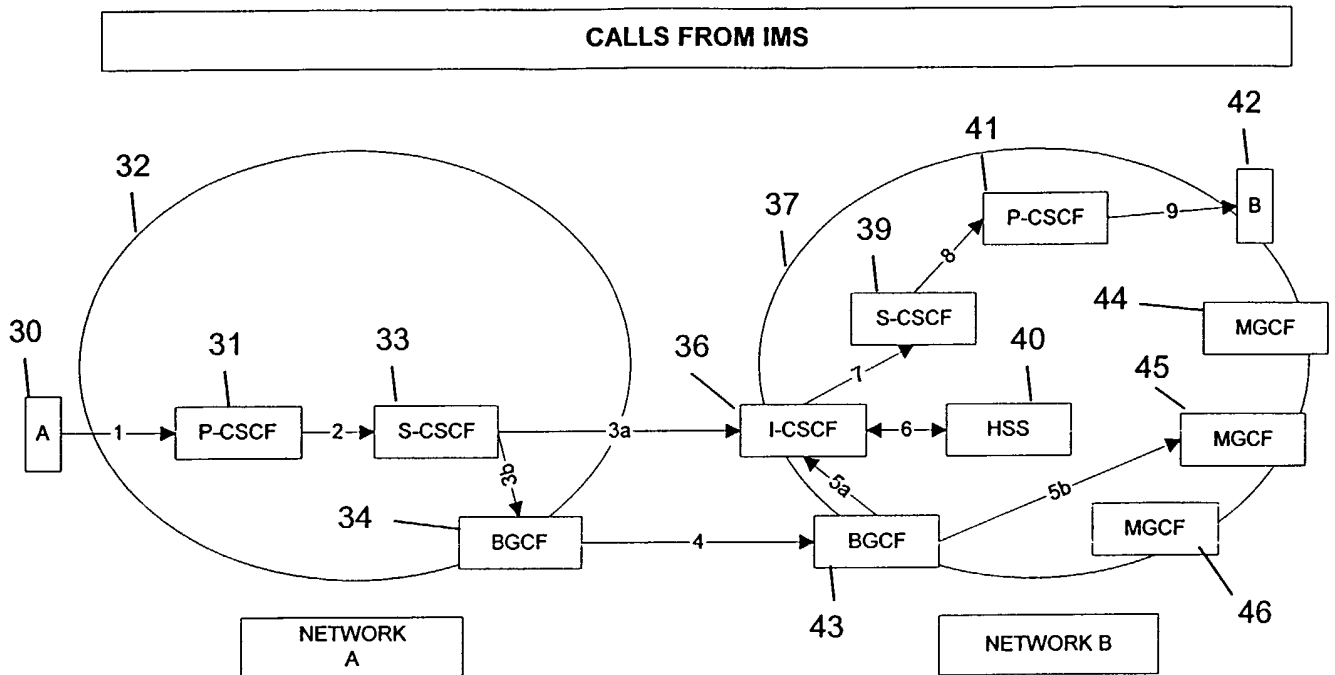 CALLS FROM IMS
42
41
32
37
39
B
P-CSCF
9
8
44
S-CSCF
MGCF
30
31
33
36
40
45
7
A
1
P-CSCF
2
S-CSCF
3a
I-CSCF
6
HSS
MGCF
3b
5a
5b
34
BGCF
4
BGCF
MGCF
43
46
NETWORK
A
NETWORK B